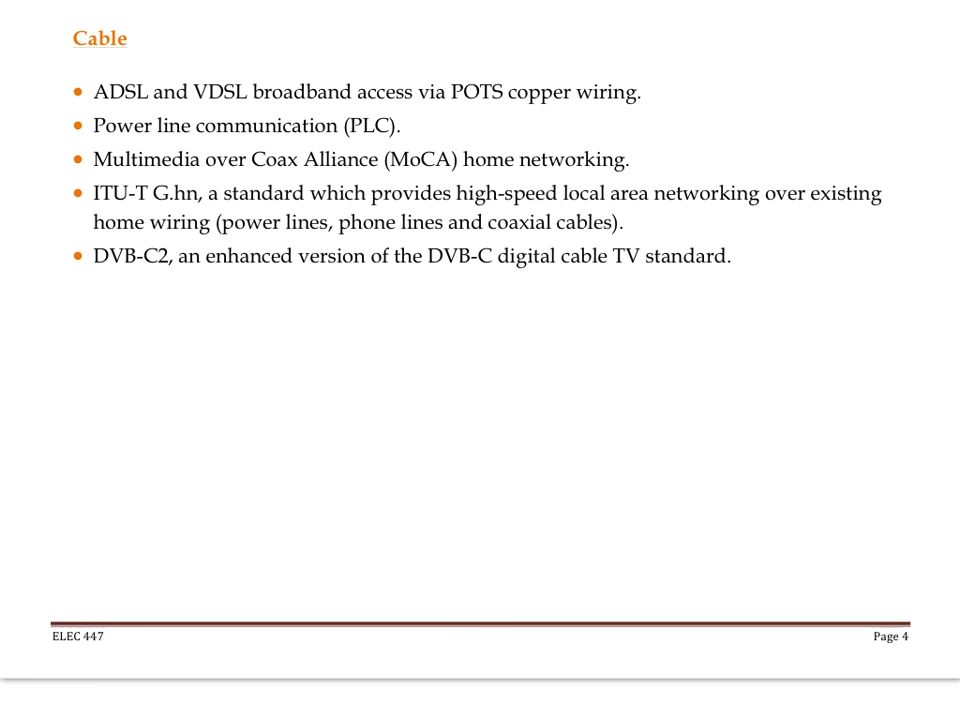 Cable
• ADSL and VDSL broadband access via POTS copper wiring.
• Power line communication (PLC).
• Multimedia over Coax Alliance (MoCA) home networking.
• ITU-T G.hn, a standard which provides high-speed local area networking over existing
home wiring (power lines, phone lines and coaxial cables).
• DVB-C2, an enhanced version of the DVB-C digital cable TV standard.
ELEC 447
Page 4